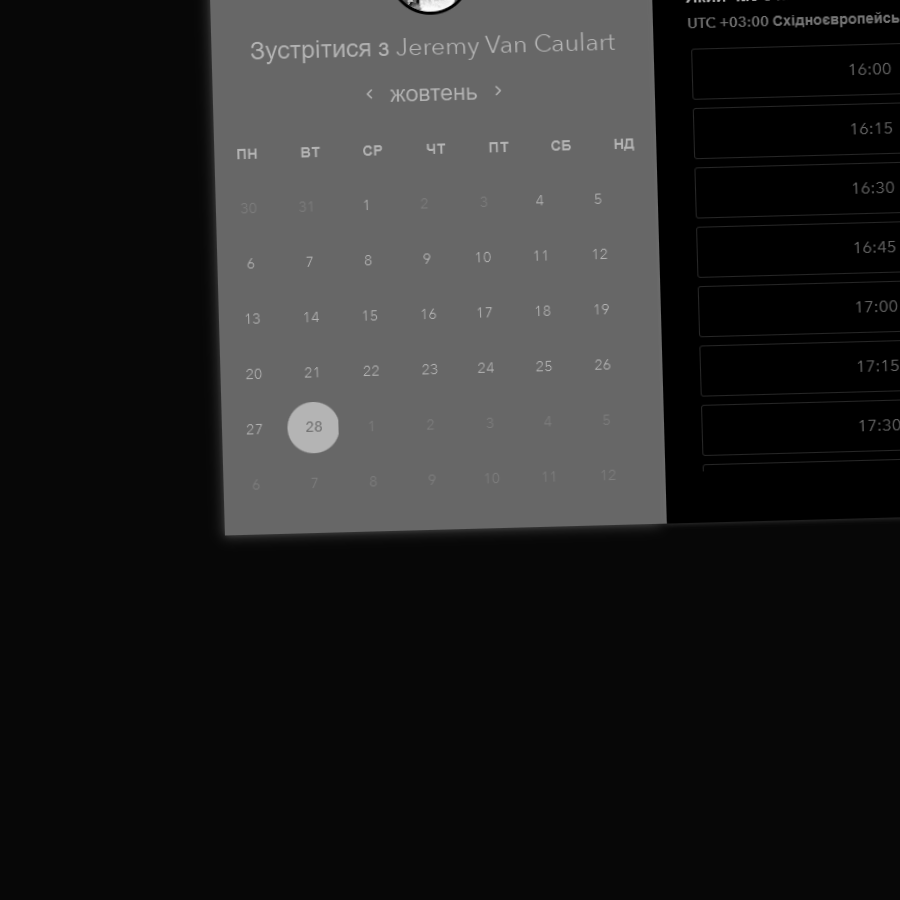 Зустрітися з Jeremy Van Caulart
‹ жовтень ›
ПН ВТ СР ЧТ ПТ СБ НД
30 31 1 2 3 4 5
6 7 8 9 10 11 12
13 14 15 16 17 18 19
20 21 22 23 24 25 26
27 28 1 2 3 4 5
6 7 8 9 10 11 12
UTC +03:00
16:00
16:15
16:30
16:45
17:00
17:15
17:30